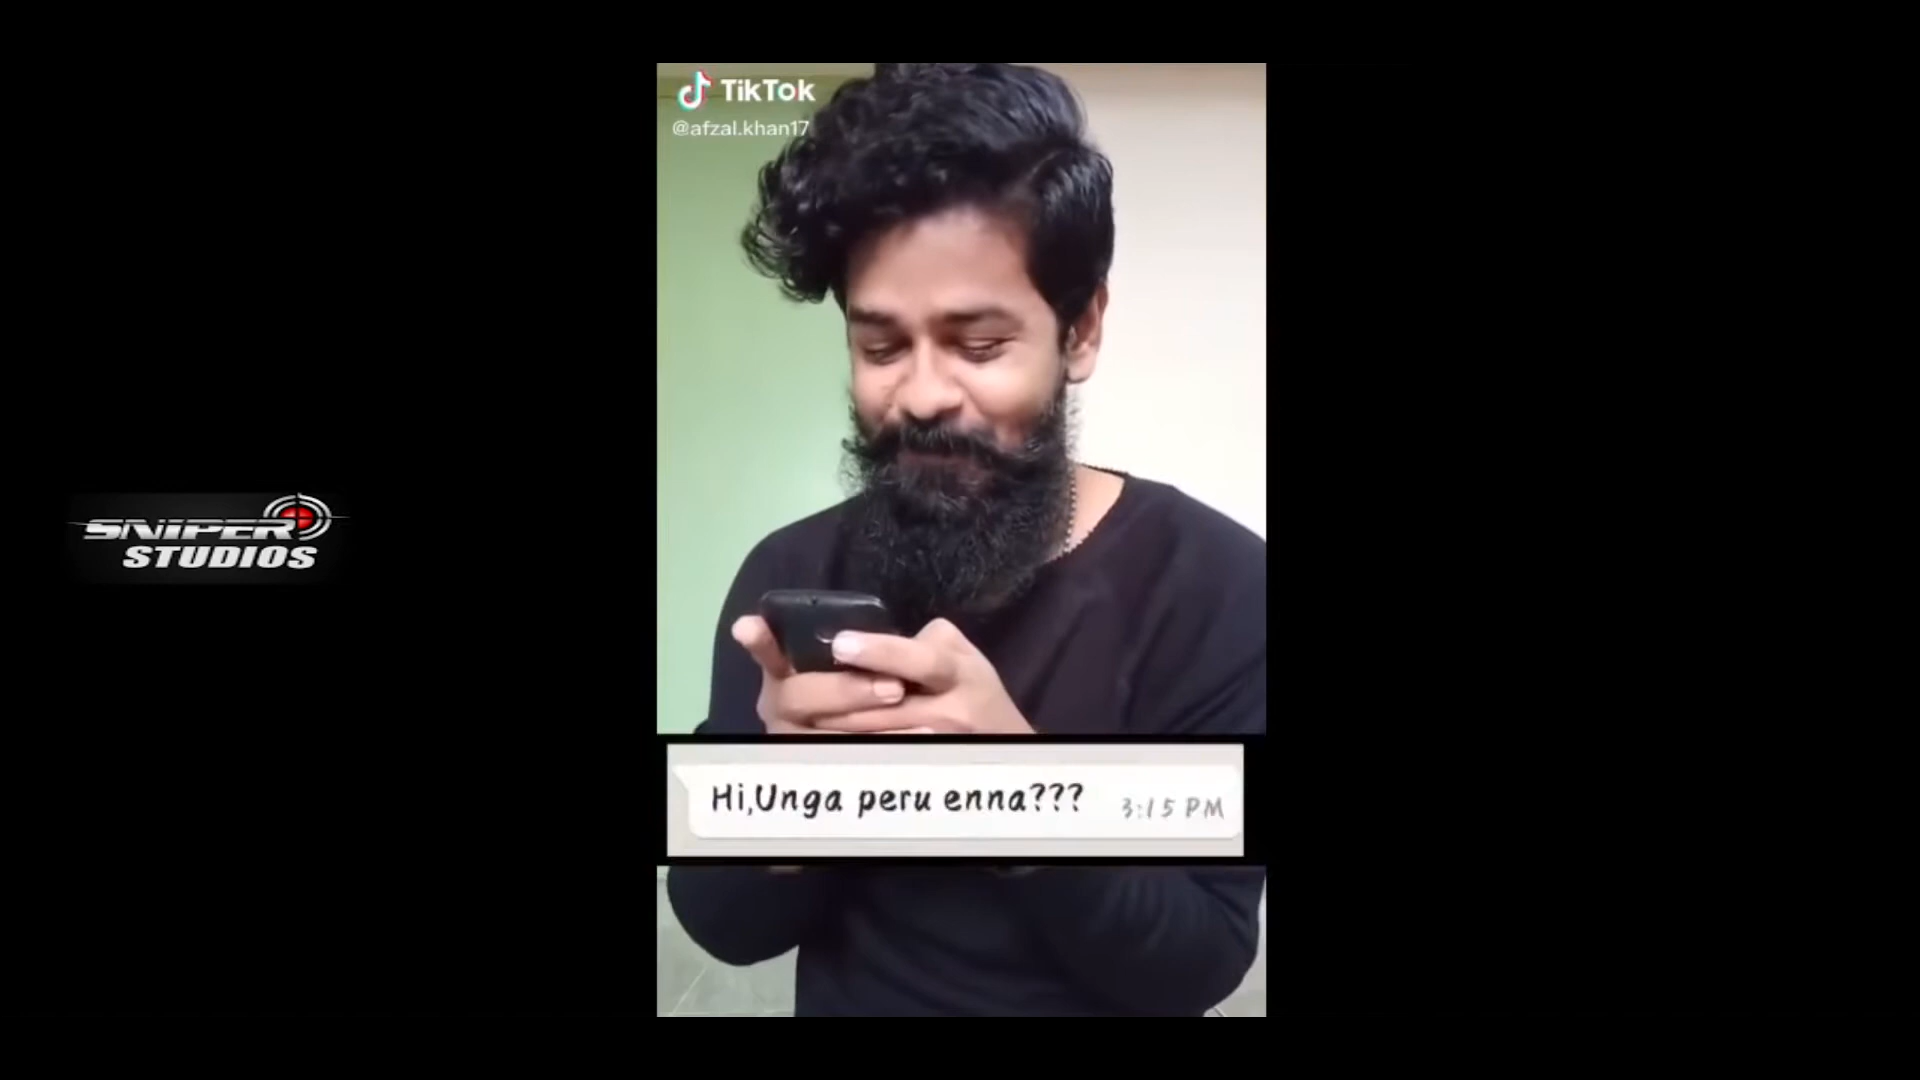 TikTok
@afzal.khan17
SNIPER
STUDIOS
Hi,Unga peru enna??? 3:15 PM